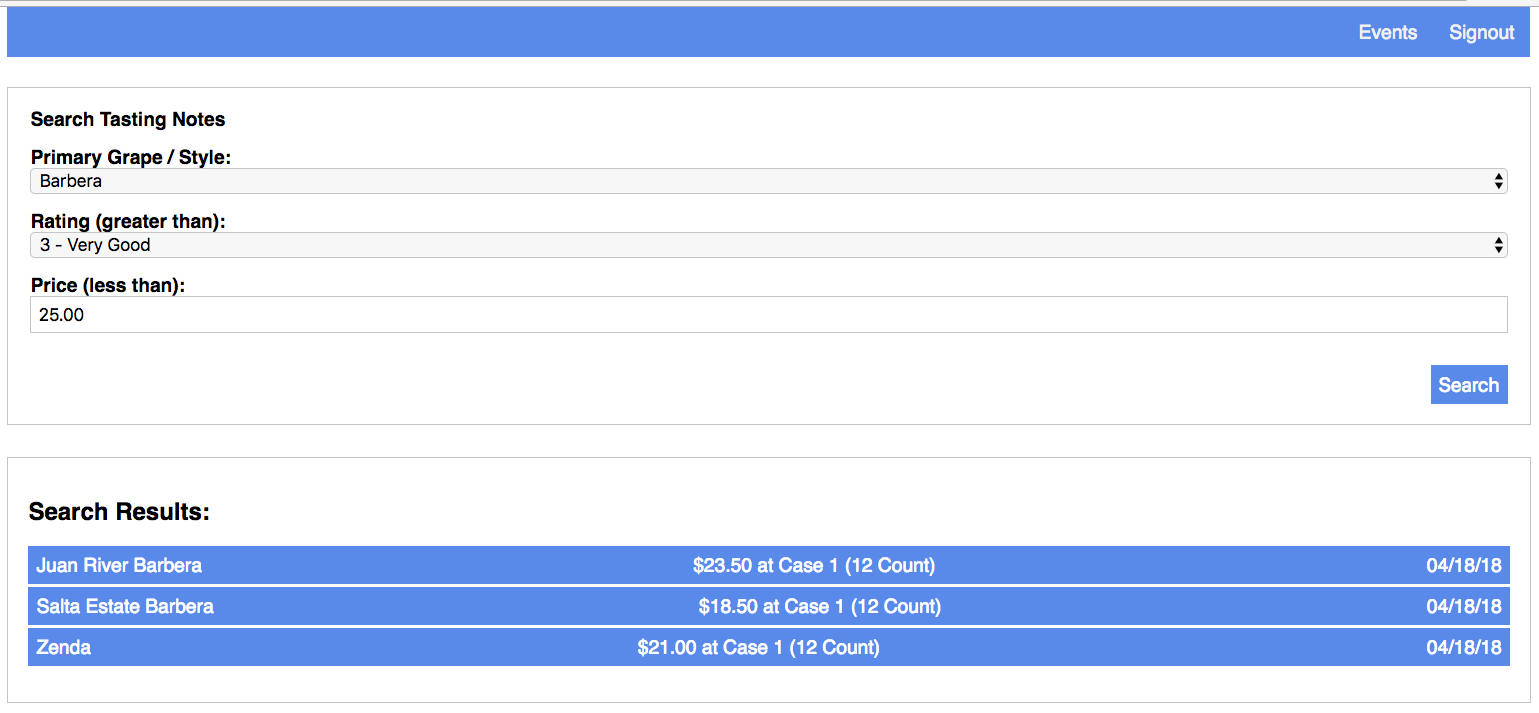 Events Signout
Search Tasting Notes
Primary Grape / Style:
Barbera
Rating (greater than):
3 - Very Good
Price (less than):
25.00
Search
Search Results:
Juan River Barbera $23.50 at Case 1 (12 Count) 04/18/18
Salta Estate Barbera $18.50 at Case 1 (12 Count) 04/18/18
Zenda $21.00 at Case 1 (12 Count) 04/18/18